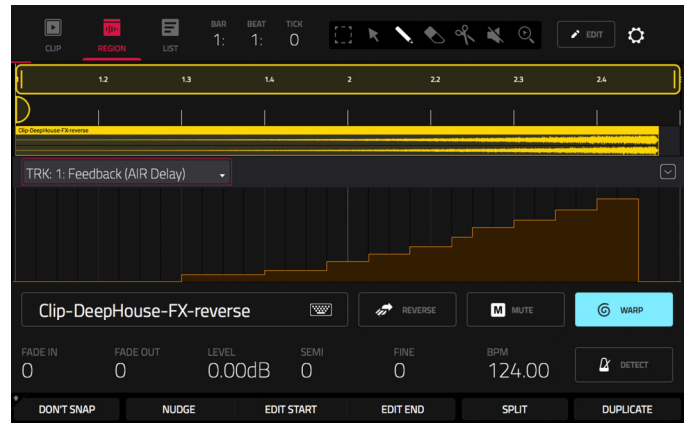 CLIP REGION LIST BAR BEAT TICK EDIT
1: 1: 0
1 1.2 1.3 1.4 2 2.2 2.3 2.4
Clip-DeepHouse-FX-reverse
TRK: 1: Feedback (AIR Delay)
Clip-DeepHouse-FX-reverse REVERSE M MUTE WARP
FADE IN FADE OUT LEVEL SEMI FINE BPM
0 0 0.00dB 0 0 124.00 DETECT
DON'T SNAP NUDGE EDIT START EDIT END SPLIT DUPLICATE